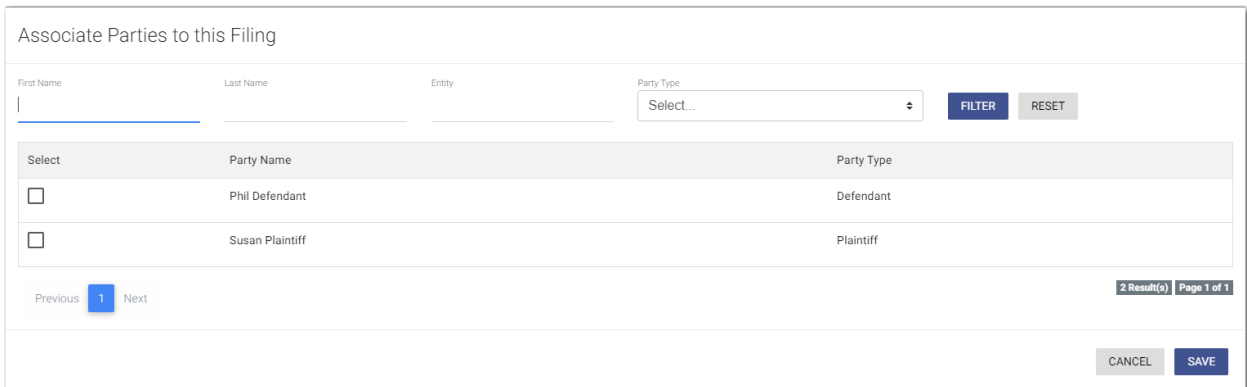 Associate Parties to this Filing
First Name Last Name Entity Party Type
Select... FILTER RESET
Select Party Name Party Type
Phil Defendant Defendant
Susan Plaintiff Plaintiff
Previous 1 Next 2 Result(s) Page 1 of 1
CANCEL SAVE